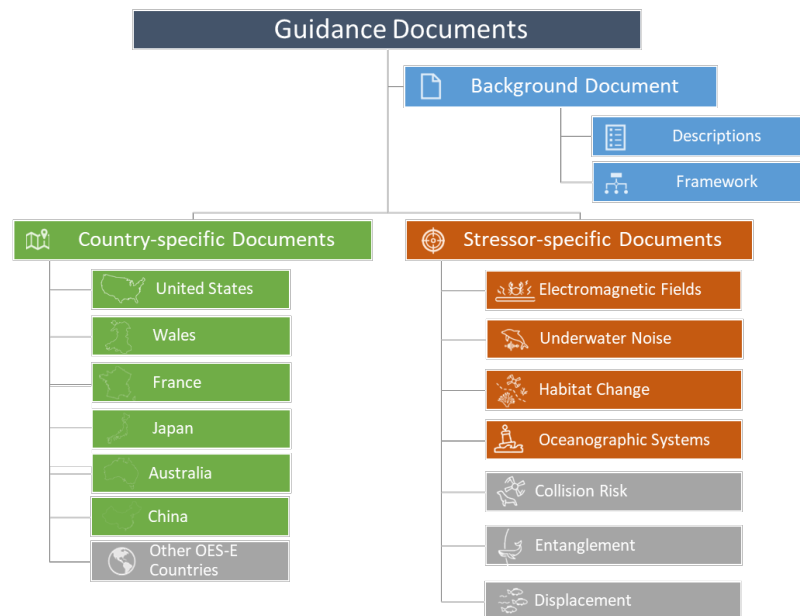 Guidance Documents
Background Document
Descriptions
Framework
Country-specific Documents
United States
Wales
France
Japan
Australia
China
Other OES-E
Countries
Stressor-specific Documents
Electromagnetic Fields
Underwater Noise
Habitat Change
Oceanographic Systems
Collision Risk
Entanglement
Displacement